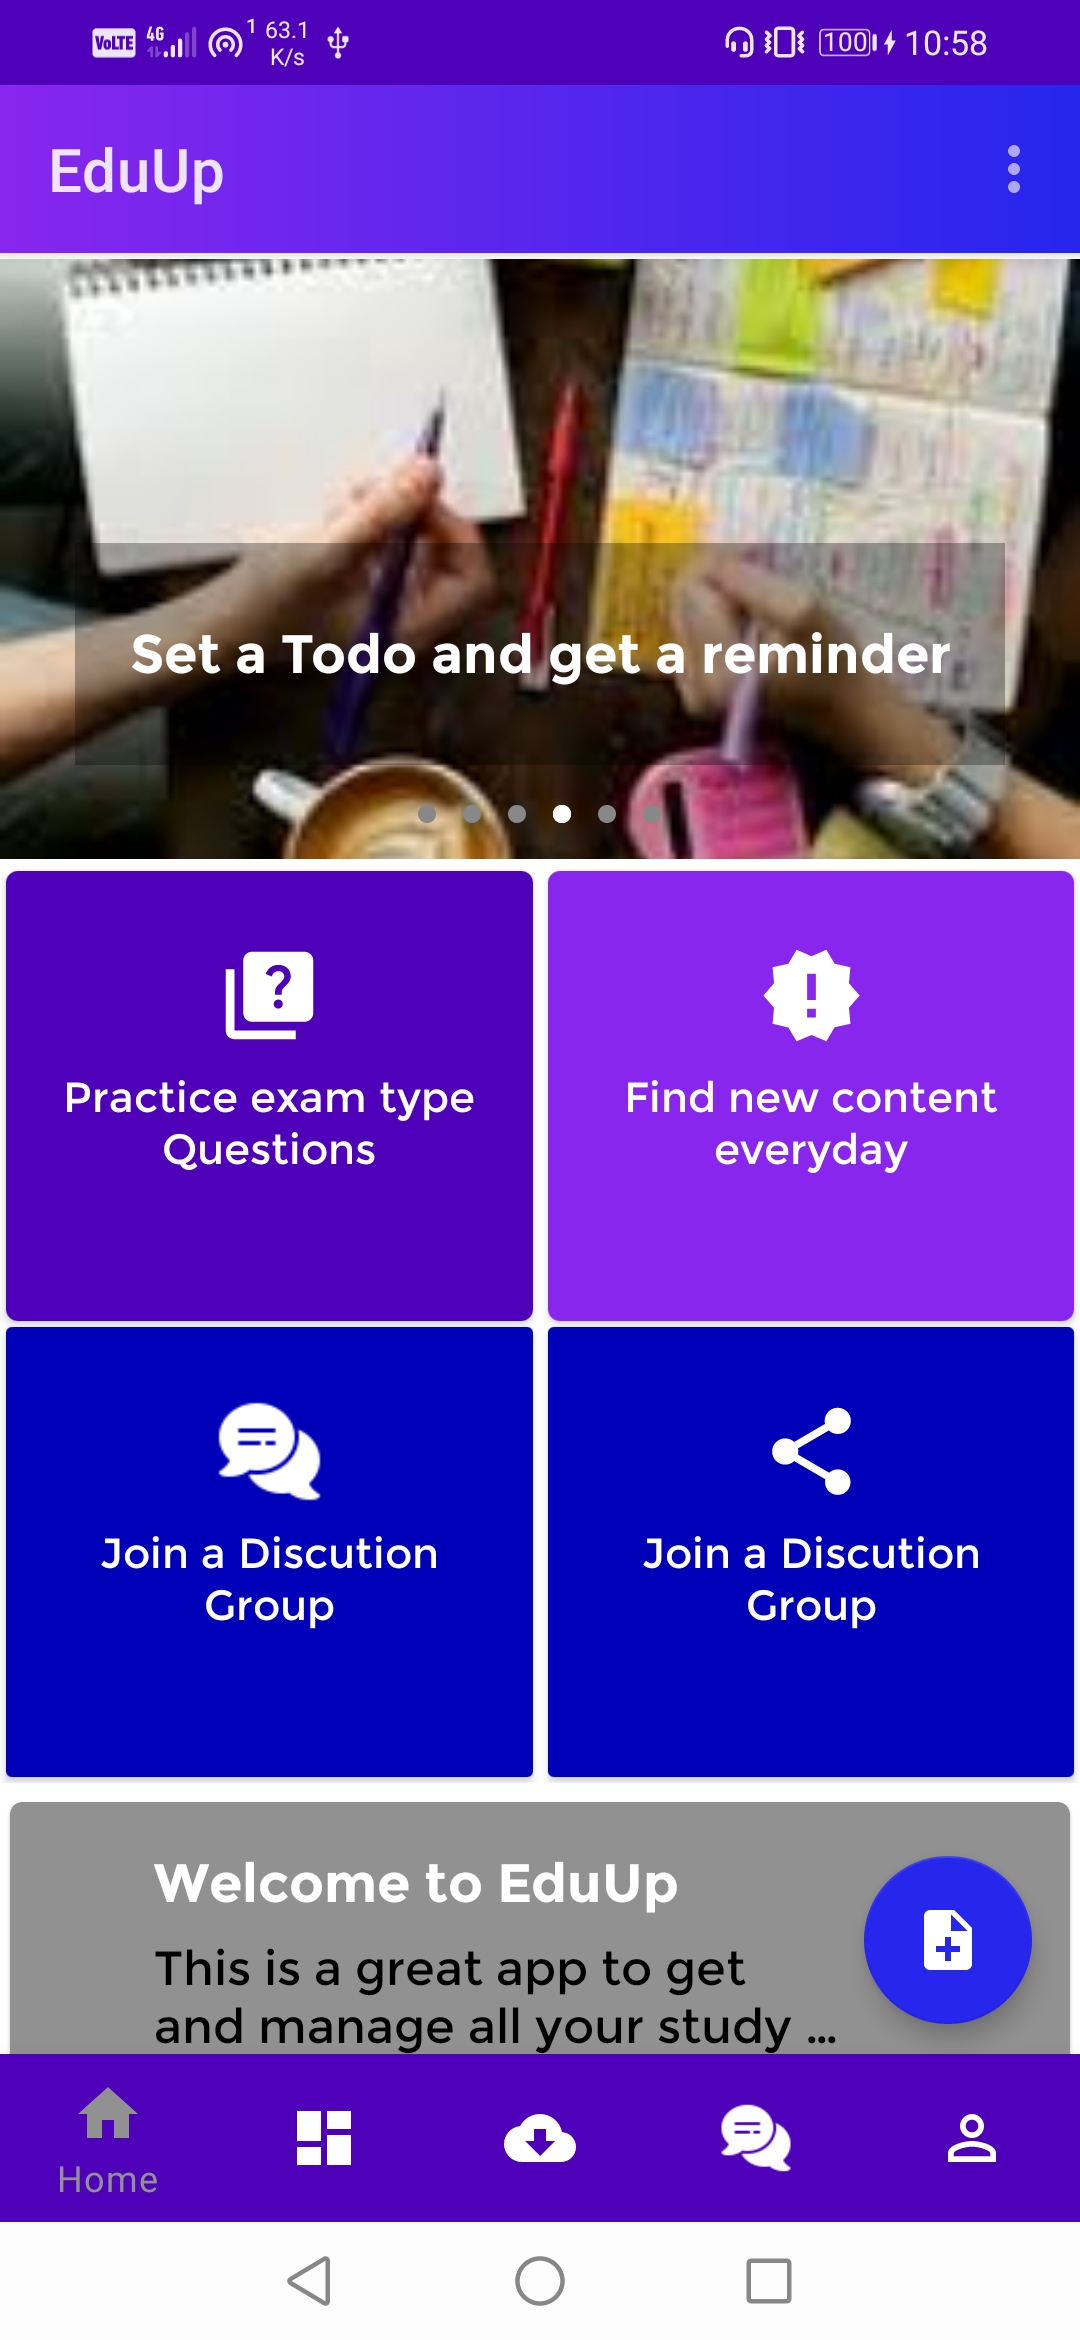 VoLTE 4G 1 63.1 K/s 100 10:58
EduUp
Set a Todo and get a reminder
Practice exam type
Questions
Find new content
everyday
Join a Discution
Group
Join a Discution
Group
Welcome to EduUp
This is a great app to get
and manage all your study ...
Home